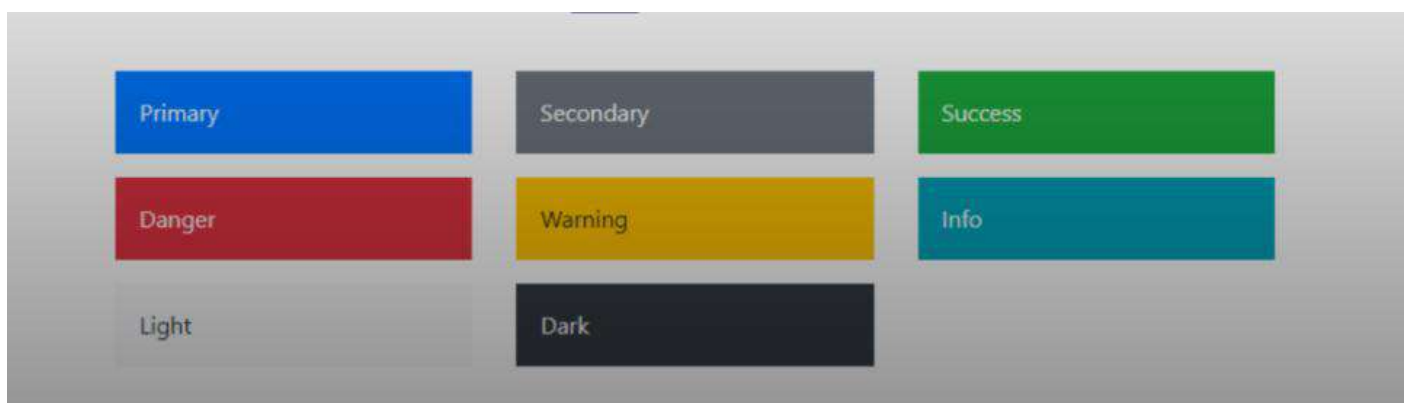 Primary
Secondary
Success
Danger
Warning
Info
Light
Dark